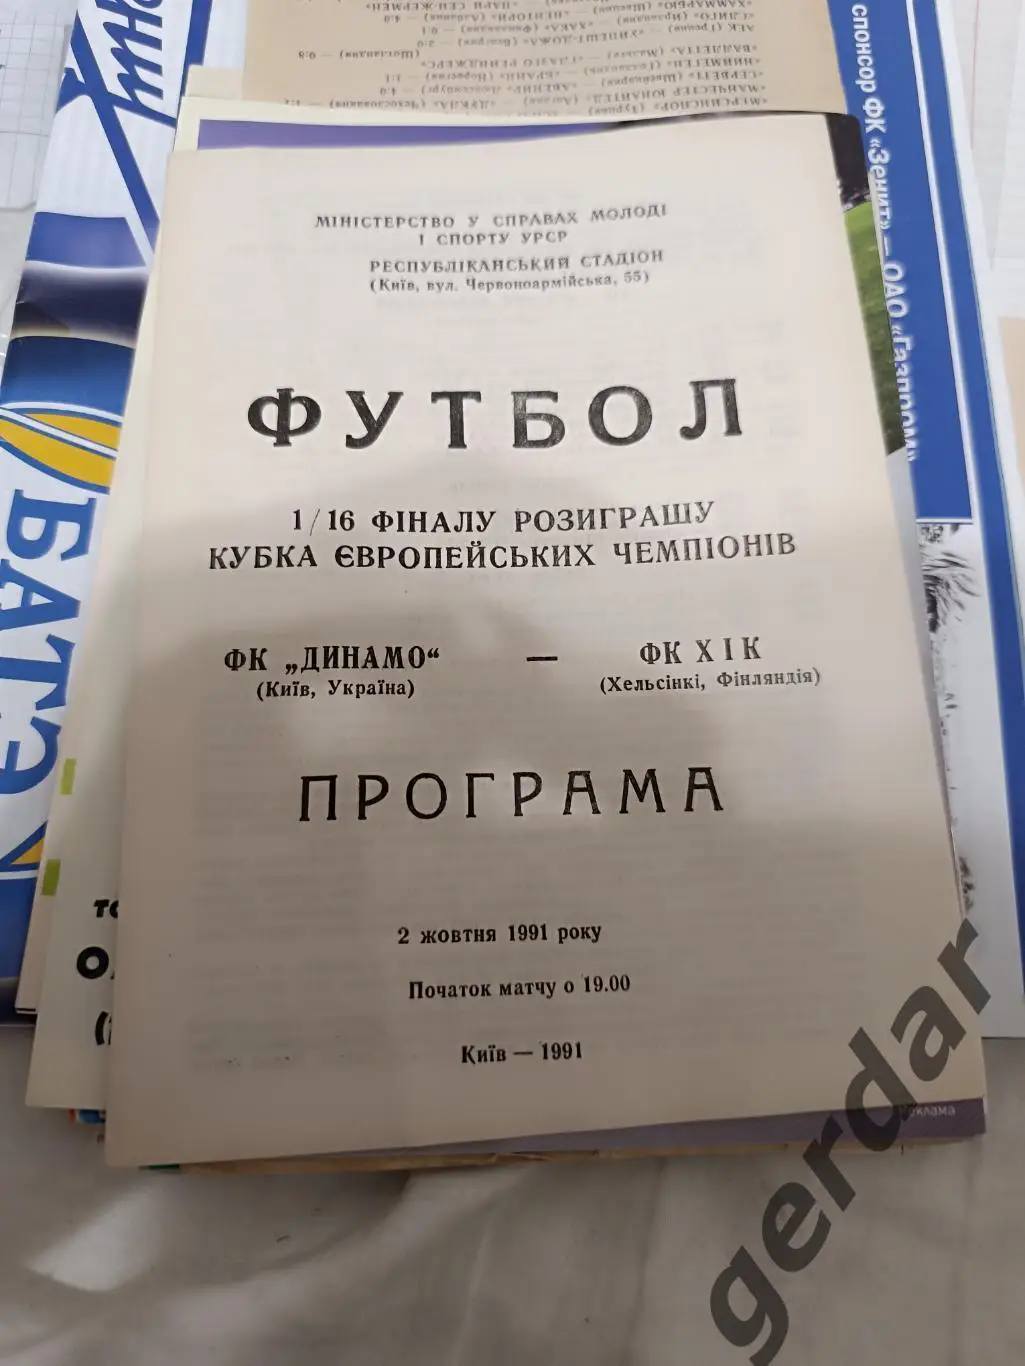 МІНІСТЕРСТВО У СПРАВАХ МОЛОДІ
І СПОРТУ УРСР
РЕСПУБЛІКАНСЬКИЙ СТАДІОН
(Київ, вул. Червоноармійська, 55)
ФУТБОЛ
1/16 ФІНАЛУ РОЗИГРАШУ
КУБКА ЄВРОПЕЙСЬКИХ ЧЕМПІОНІВ
ФК „ДИНАМО“ — ФК ХІК
(Київ, Україна) (Хельсінкі, Фінляндія)
ПРОГРАМА
2 жовтня 1991 року
Початок матчу о 19.00
Київ — 1991
спонсор ФК «Зенит» — ОАО «Газпром»
БАТЭ
реклама
gerdar